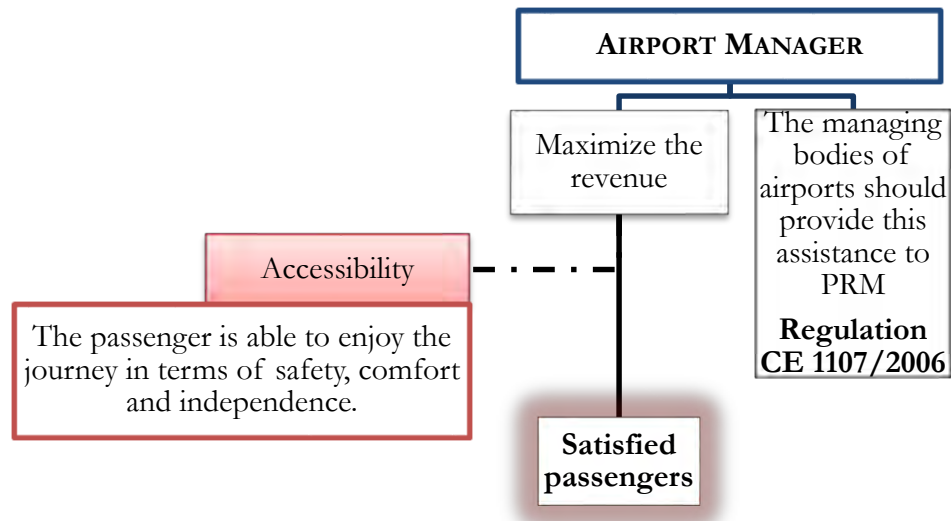 AIRPORT MANAGER
Maximize the
revenue
The managing
bodies of
airports should
provide this
assistance to
PRM
Regulation
CE 1107/2006
Accessibility
The passenger is able to enjoy the
journey in terms of safety, comfort
and independence.
Satisfied
passengers